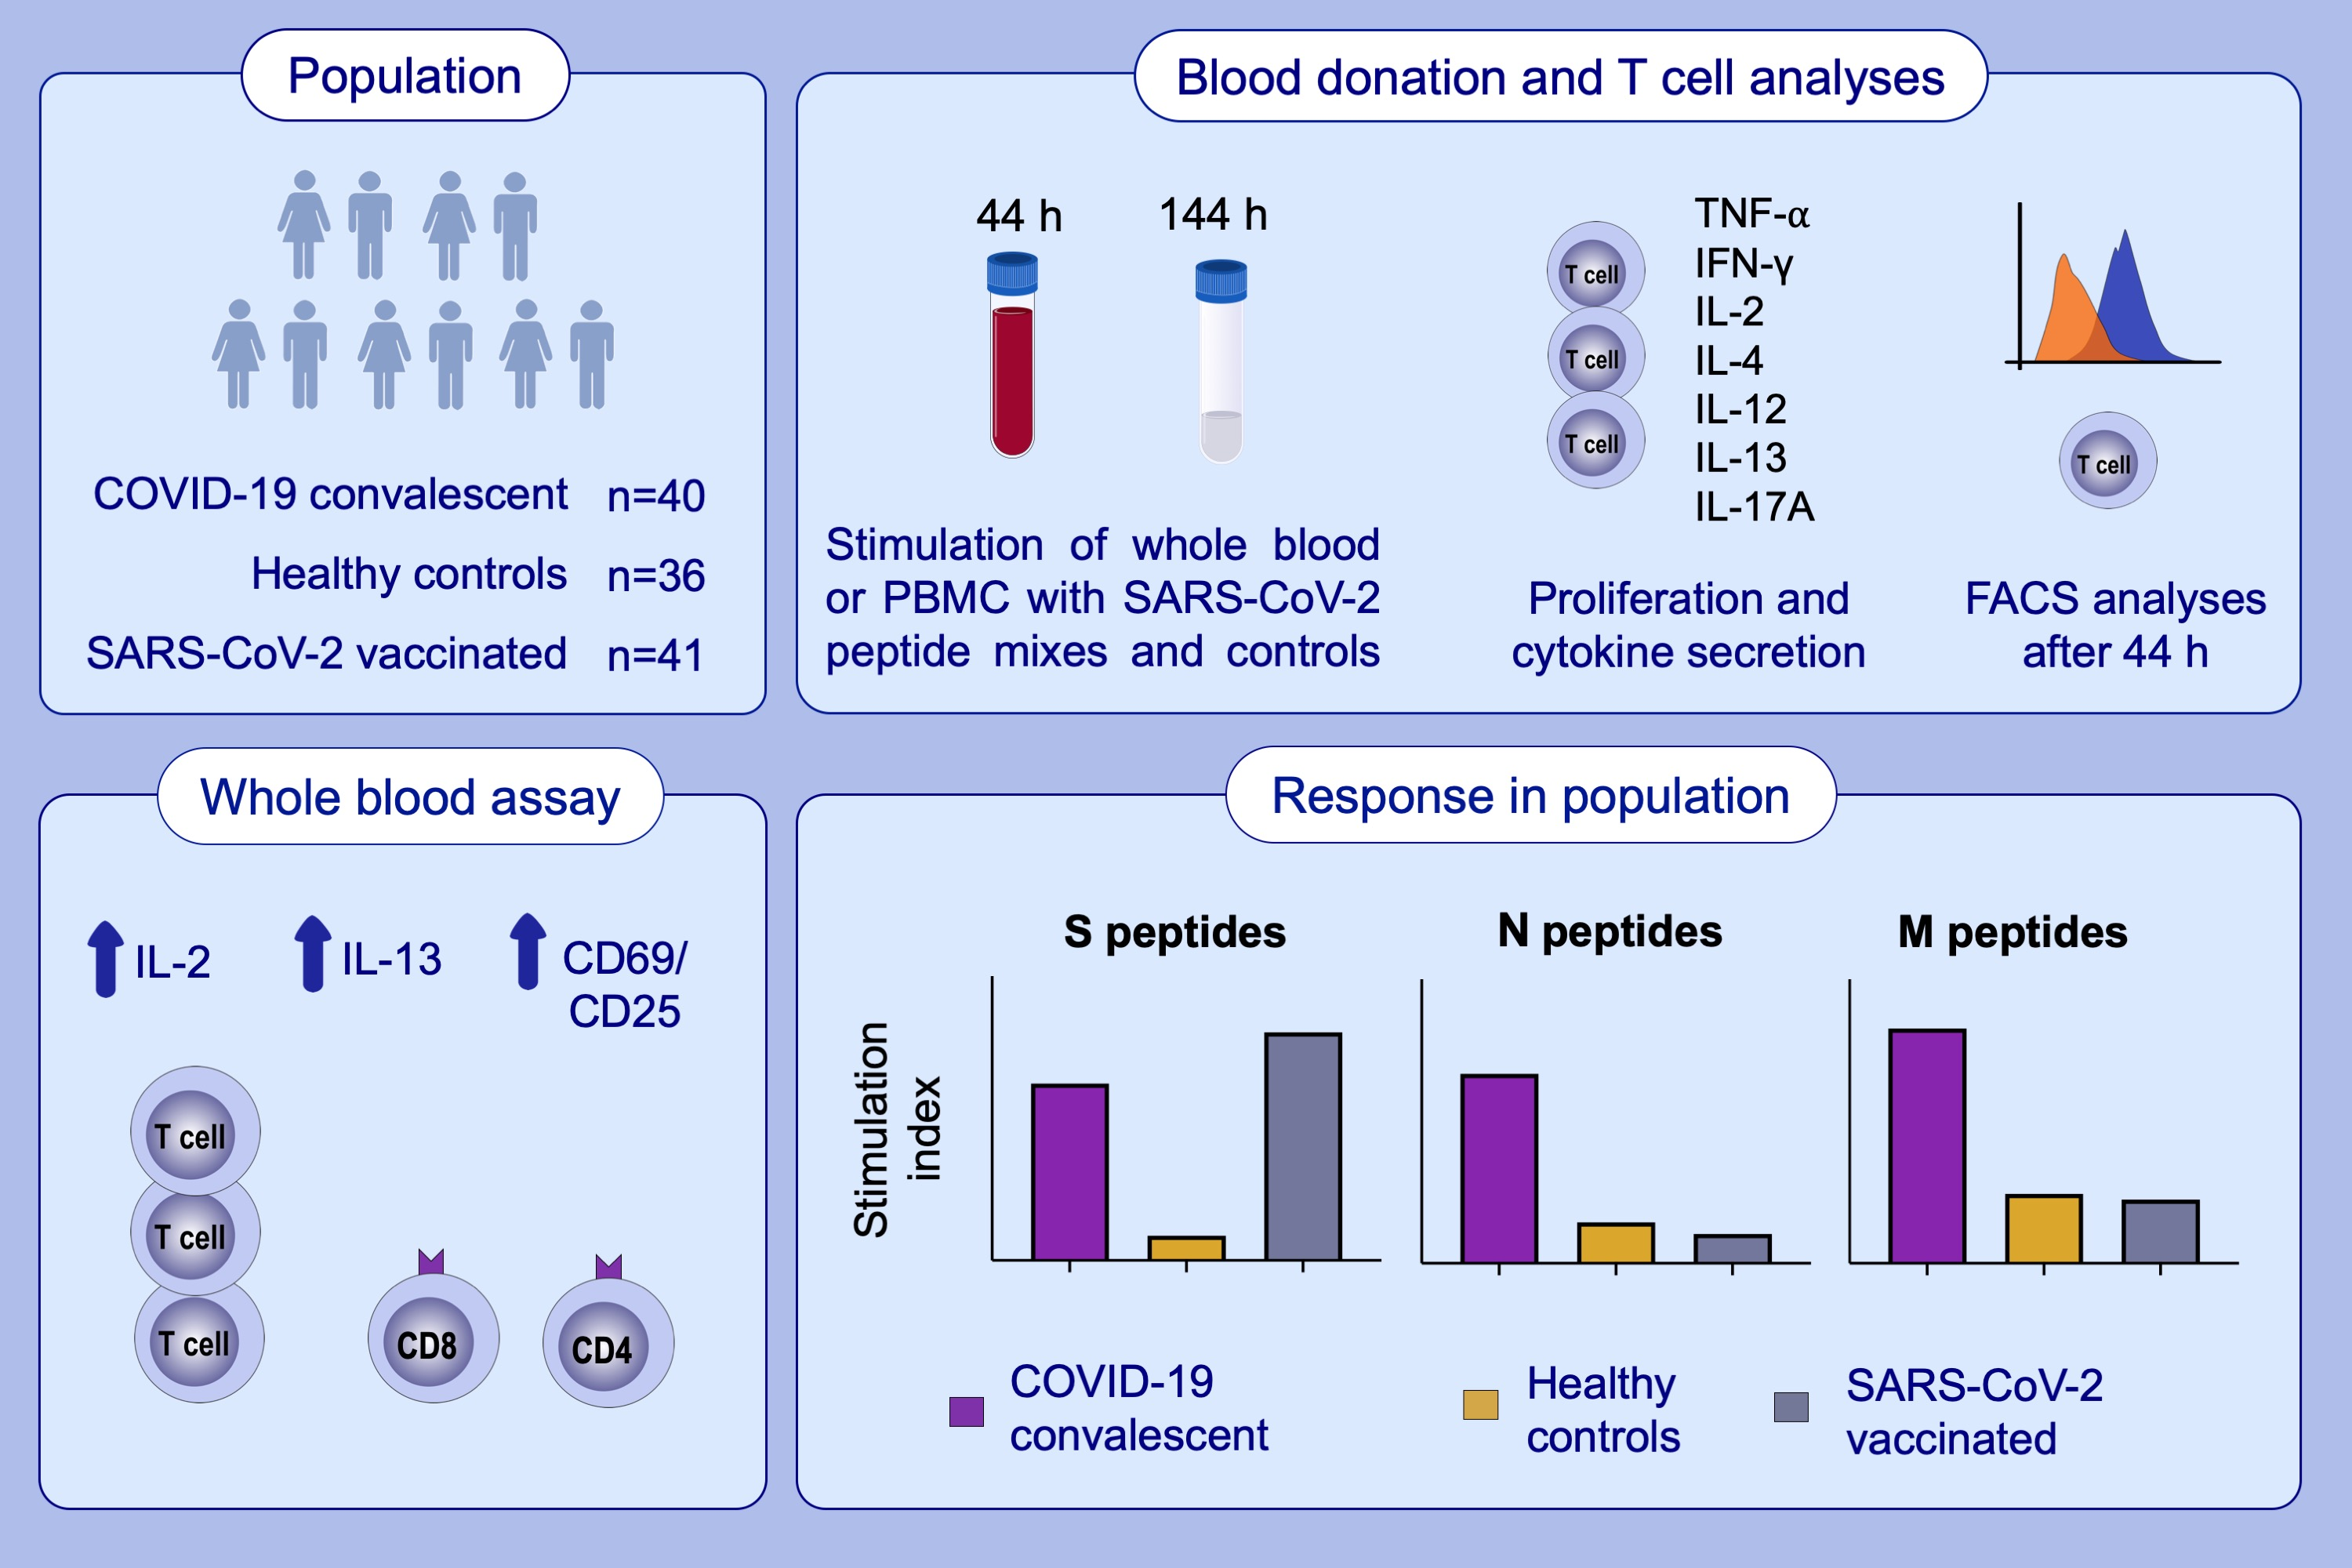 Population
COVID-19 convalescent n=40
Healthy controls n=36
SARS-CoV-2 vaccinated n=41
Blood donation and T cell analyses
44 h
144 h
Stimulation of whole blood
or PBMC with SARS-CoV-2
peptide mixes and controls
T cell
T cell
T cell
TNF-α
IFN-γ
IL-2
IL-4
IL-12
IL-13
IL-17A
Proliferation and
cytokine secretion
T cell
FACS analyses
after 44 h
Whole blood assay
IL-2
IL-13
CD69/
CD25
T cell
T cell
T cell
CD8
CD4
Response in population
S peptides
N peptides
M peptides
Stimulation
index
COVID-19
convalescent
Healthy
controls
SARS-CoV-2
vaccinated